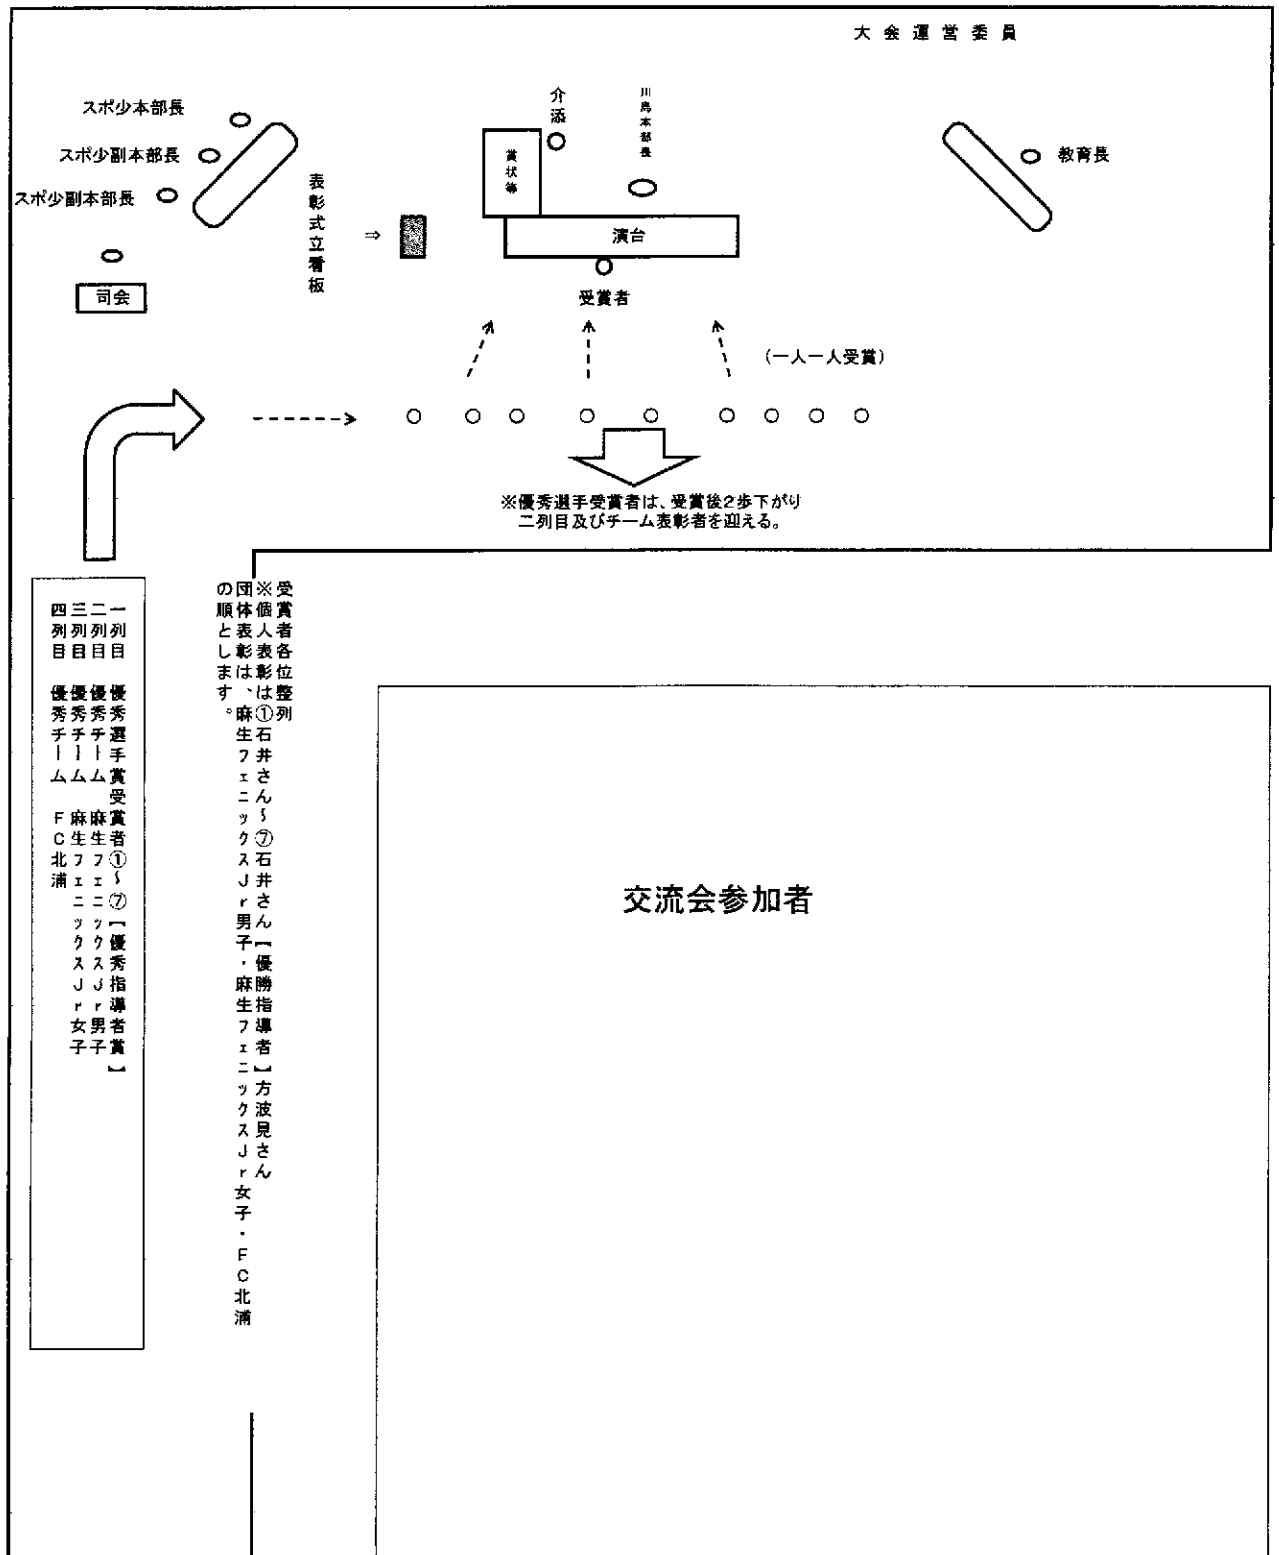 大会運営委員
スポ少本部長
スポ少副本部長
スポ少副本部長
司会
表彰式立看板
⇒
賞状等
介添
川島本部長
演台
受賞者
教育長
(一人一人受賞)
※優秀選手受賞者は、受賞後2歩下がり
二列目及びチーム表彰者を迎える。
受賞者各位整列
※個人表彰は①石井さん~⑦石井さん【優勝指導者】方波見さん
団体表彰は、麻生フェニックスJr男子・麻生フェニックスJr女子・FC北浦
の順とします。
一列目 優秀選手賞受賞者①~⑦【優秀指導者賞】
二列目 優秀チーム 麻生フェニックスJr男子
三列目 優秀チーム 麻生フェニックスJr女子
四列目 優秀チーム FC北浦
交流会参加者